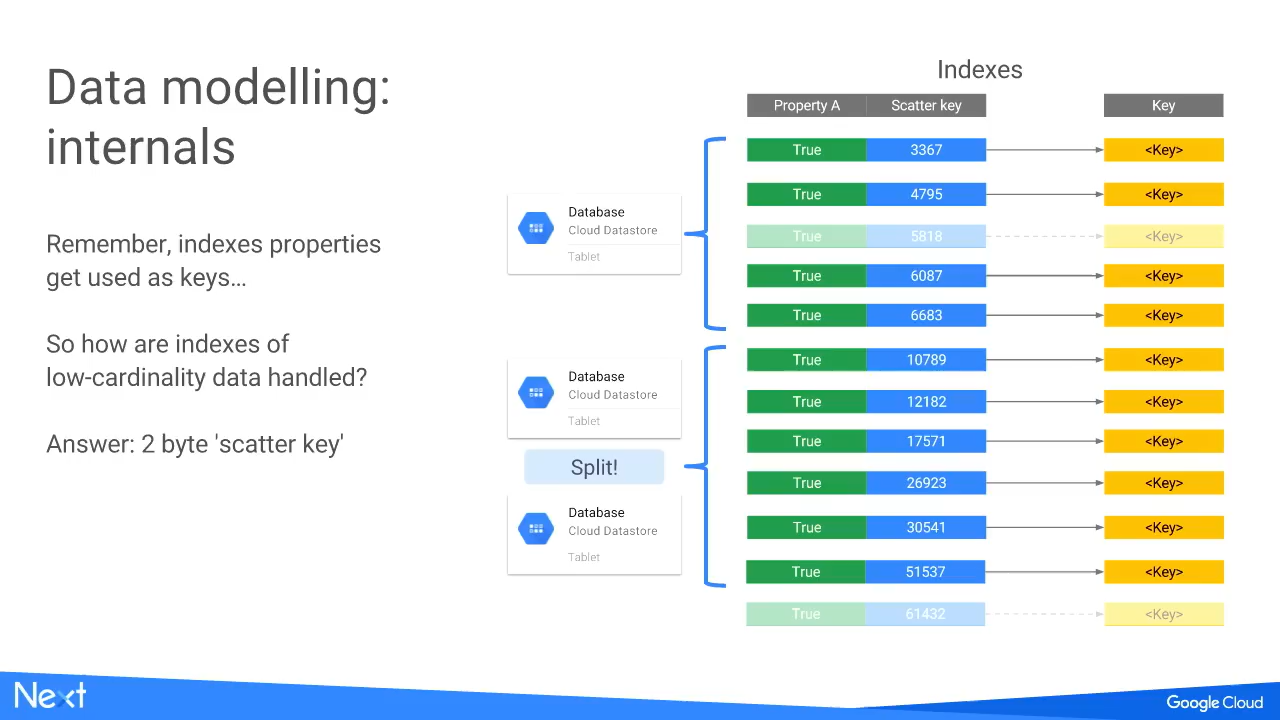 Data modelling:
internals
Remember, indexes properties
get used as keys…
So how are indexes of
low-cardinality data handled?
Answer: 2 byte 'scatter key'
Database
Cloud Datastore
Tablet
Database
Cloud Datastore
Tablet
Split!
Database
Cloud Datastore
Tablet
Indexes
Property A Scatter key Key
True 3367 <Key>
True 4795 <Key>
True 5818 <Key>
True 6087 <Key>
True 6683 <Key>
True 10789 <Key>
True 12182 <Key>
True 17571 <Key>
True 26923 <Key>
True 30541 <Key>
True 51537 <Key>
True 61432 <Key>
Next
Google Cloud